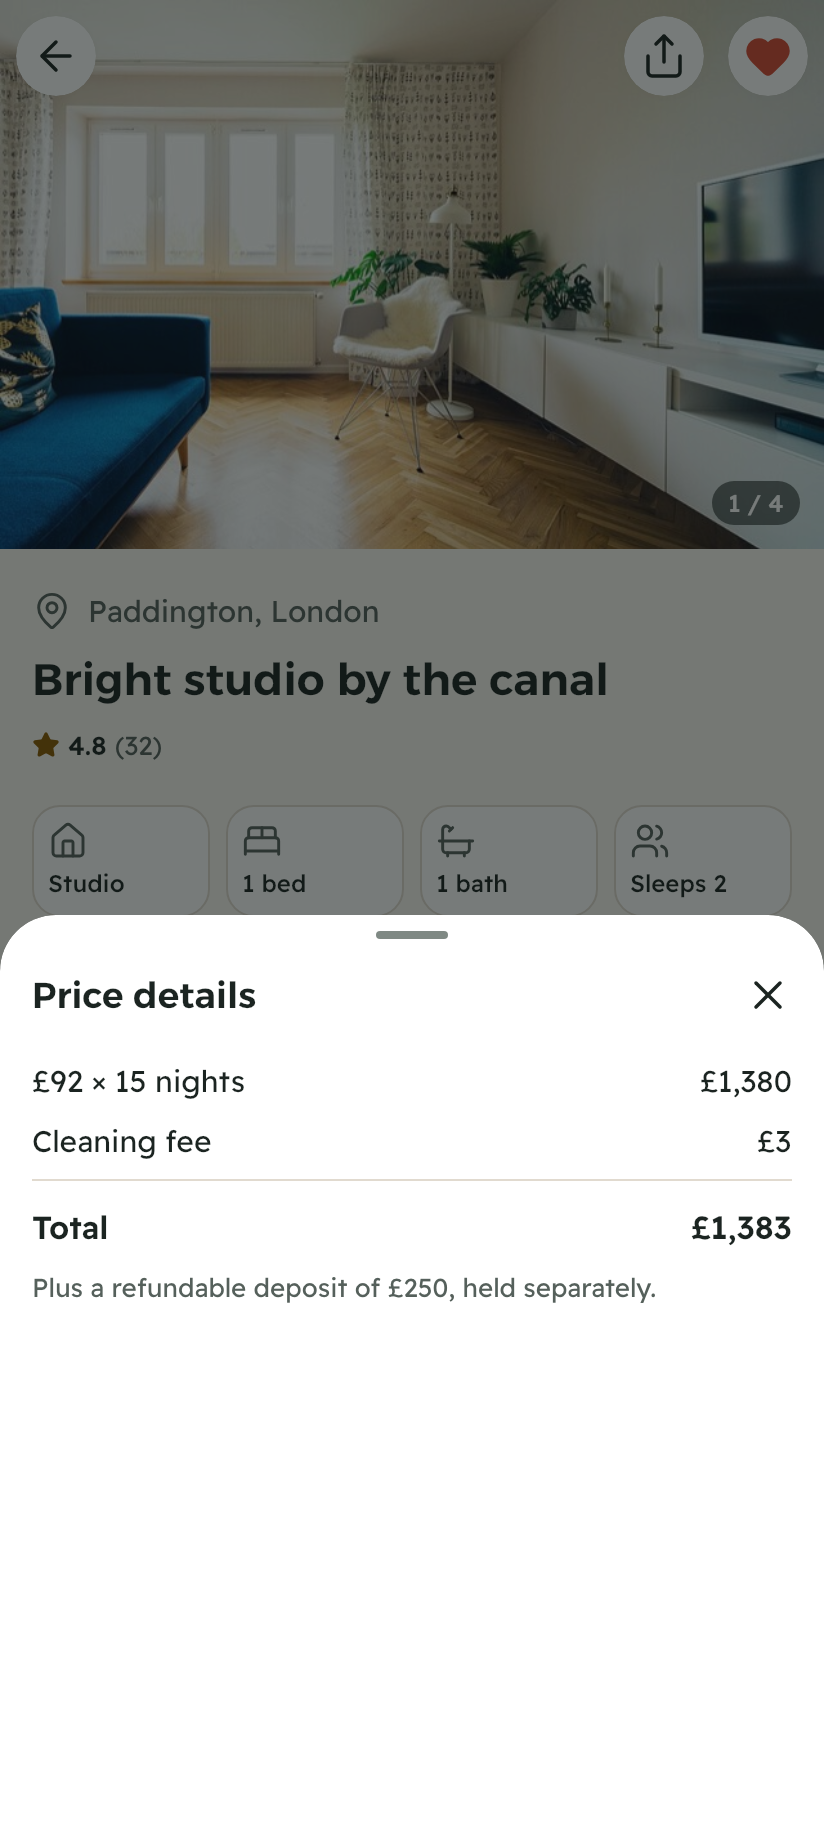 1 / 4
Paddington, London
Bright studio by the canal
4.8 (32)
Studio
1 bed
1 bath
Sleeps 2
Price details
£92 × 15 nights £1,380
Cleaning fee £3
Total £1,383
Plus a refundable deposit of £250, held separately.